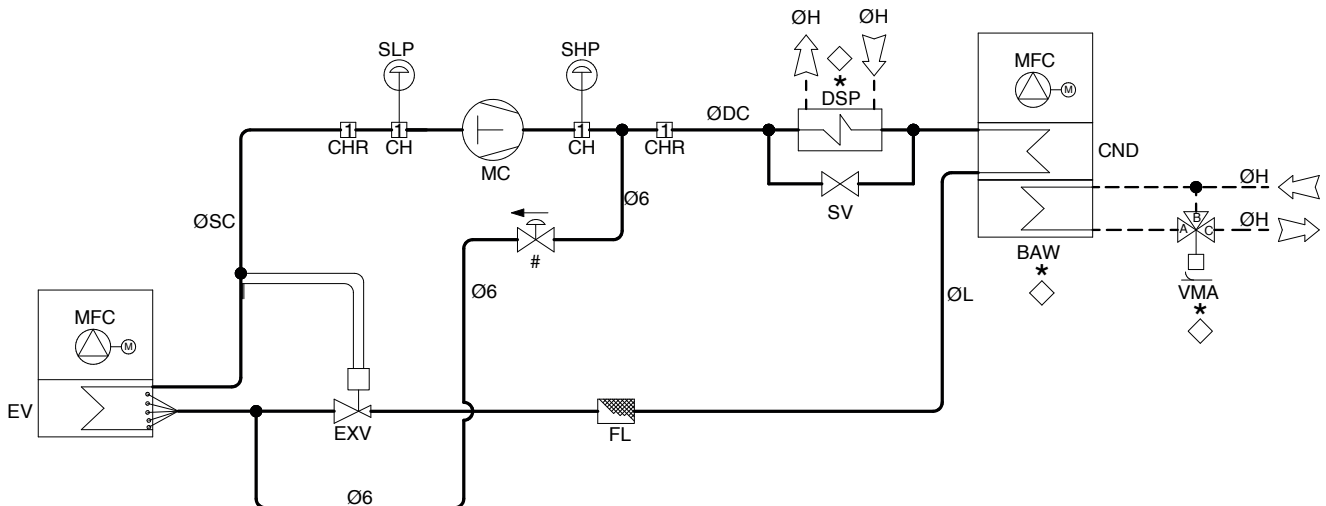 ØH
ØH
SLP
SHP
MFC
M
*
DSP
ØDC
1
1
1
1
CHR
CH
CH
CHR
MC
CND
ØH
ØSC
Ø6
SV
B
A
C
ØH
#
BAW
*
VMA
*
Ø6
ØL
MFC
M
EV
EXV
FL
Ø6